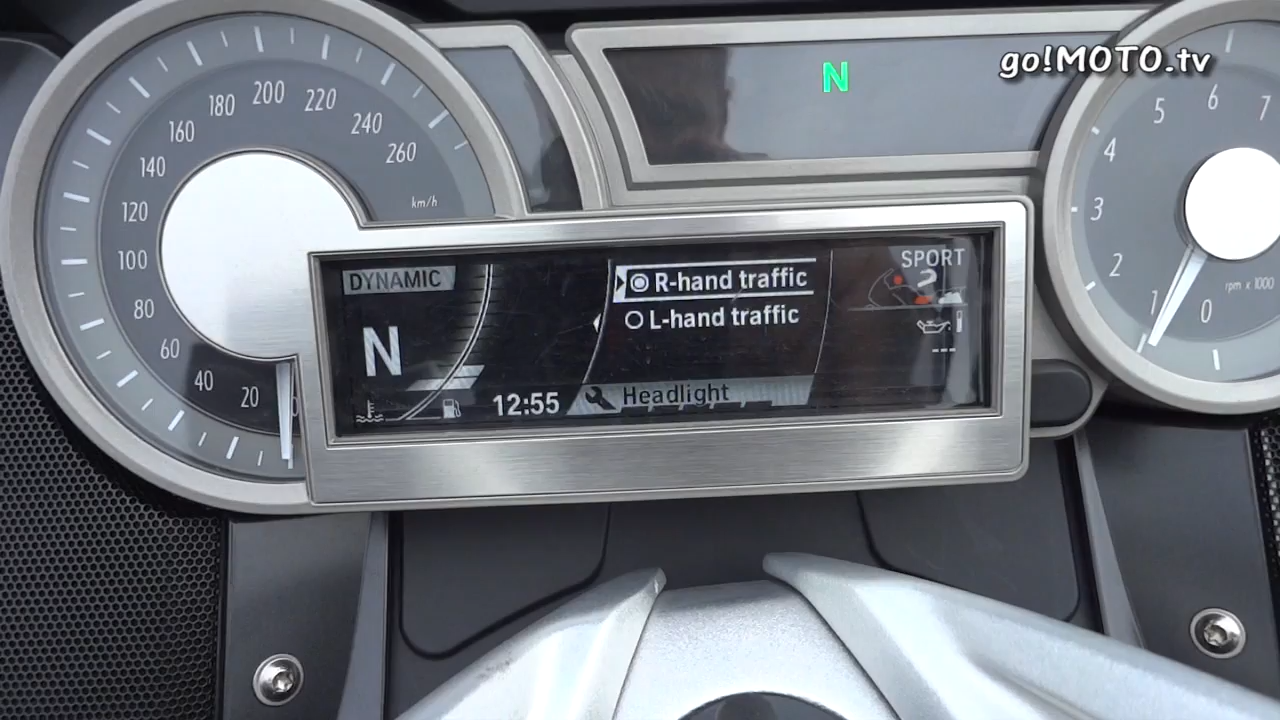 go!MOTO.tv
N
20
40
60
80
100
120
140
160
180
200
220
240
260
km/h
0
1
2
3
4
5
6
7
rpm x 1000
DYNAMIC
N
12:55
R-hand traffic
L-hand traffic
Headlight
SPORT
---